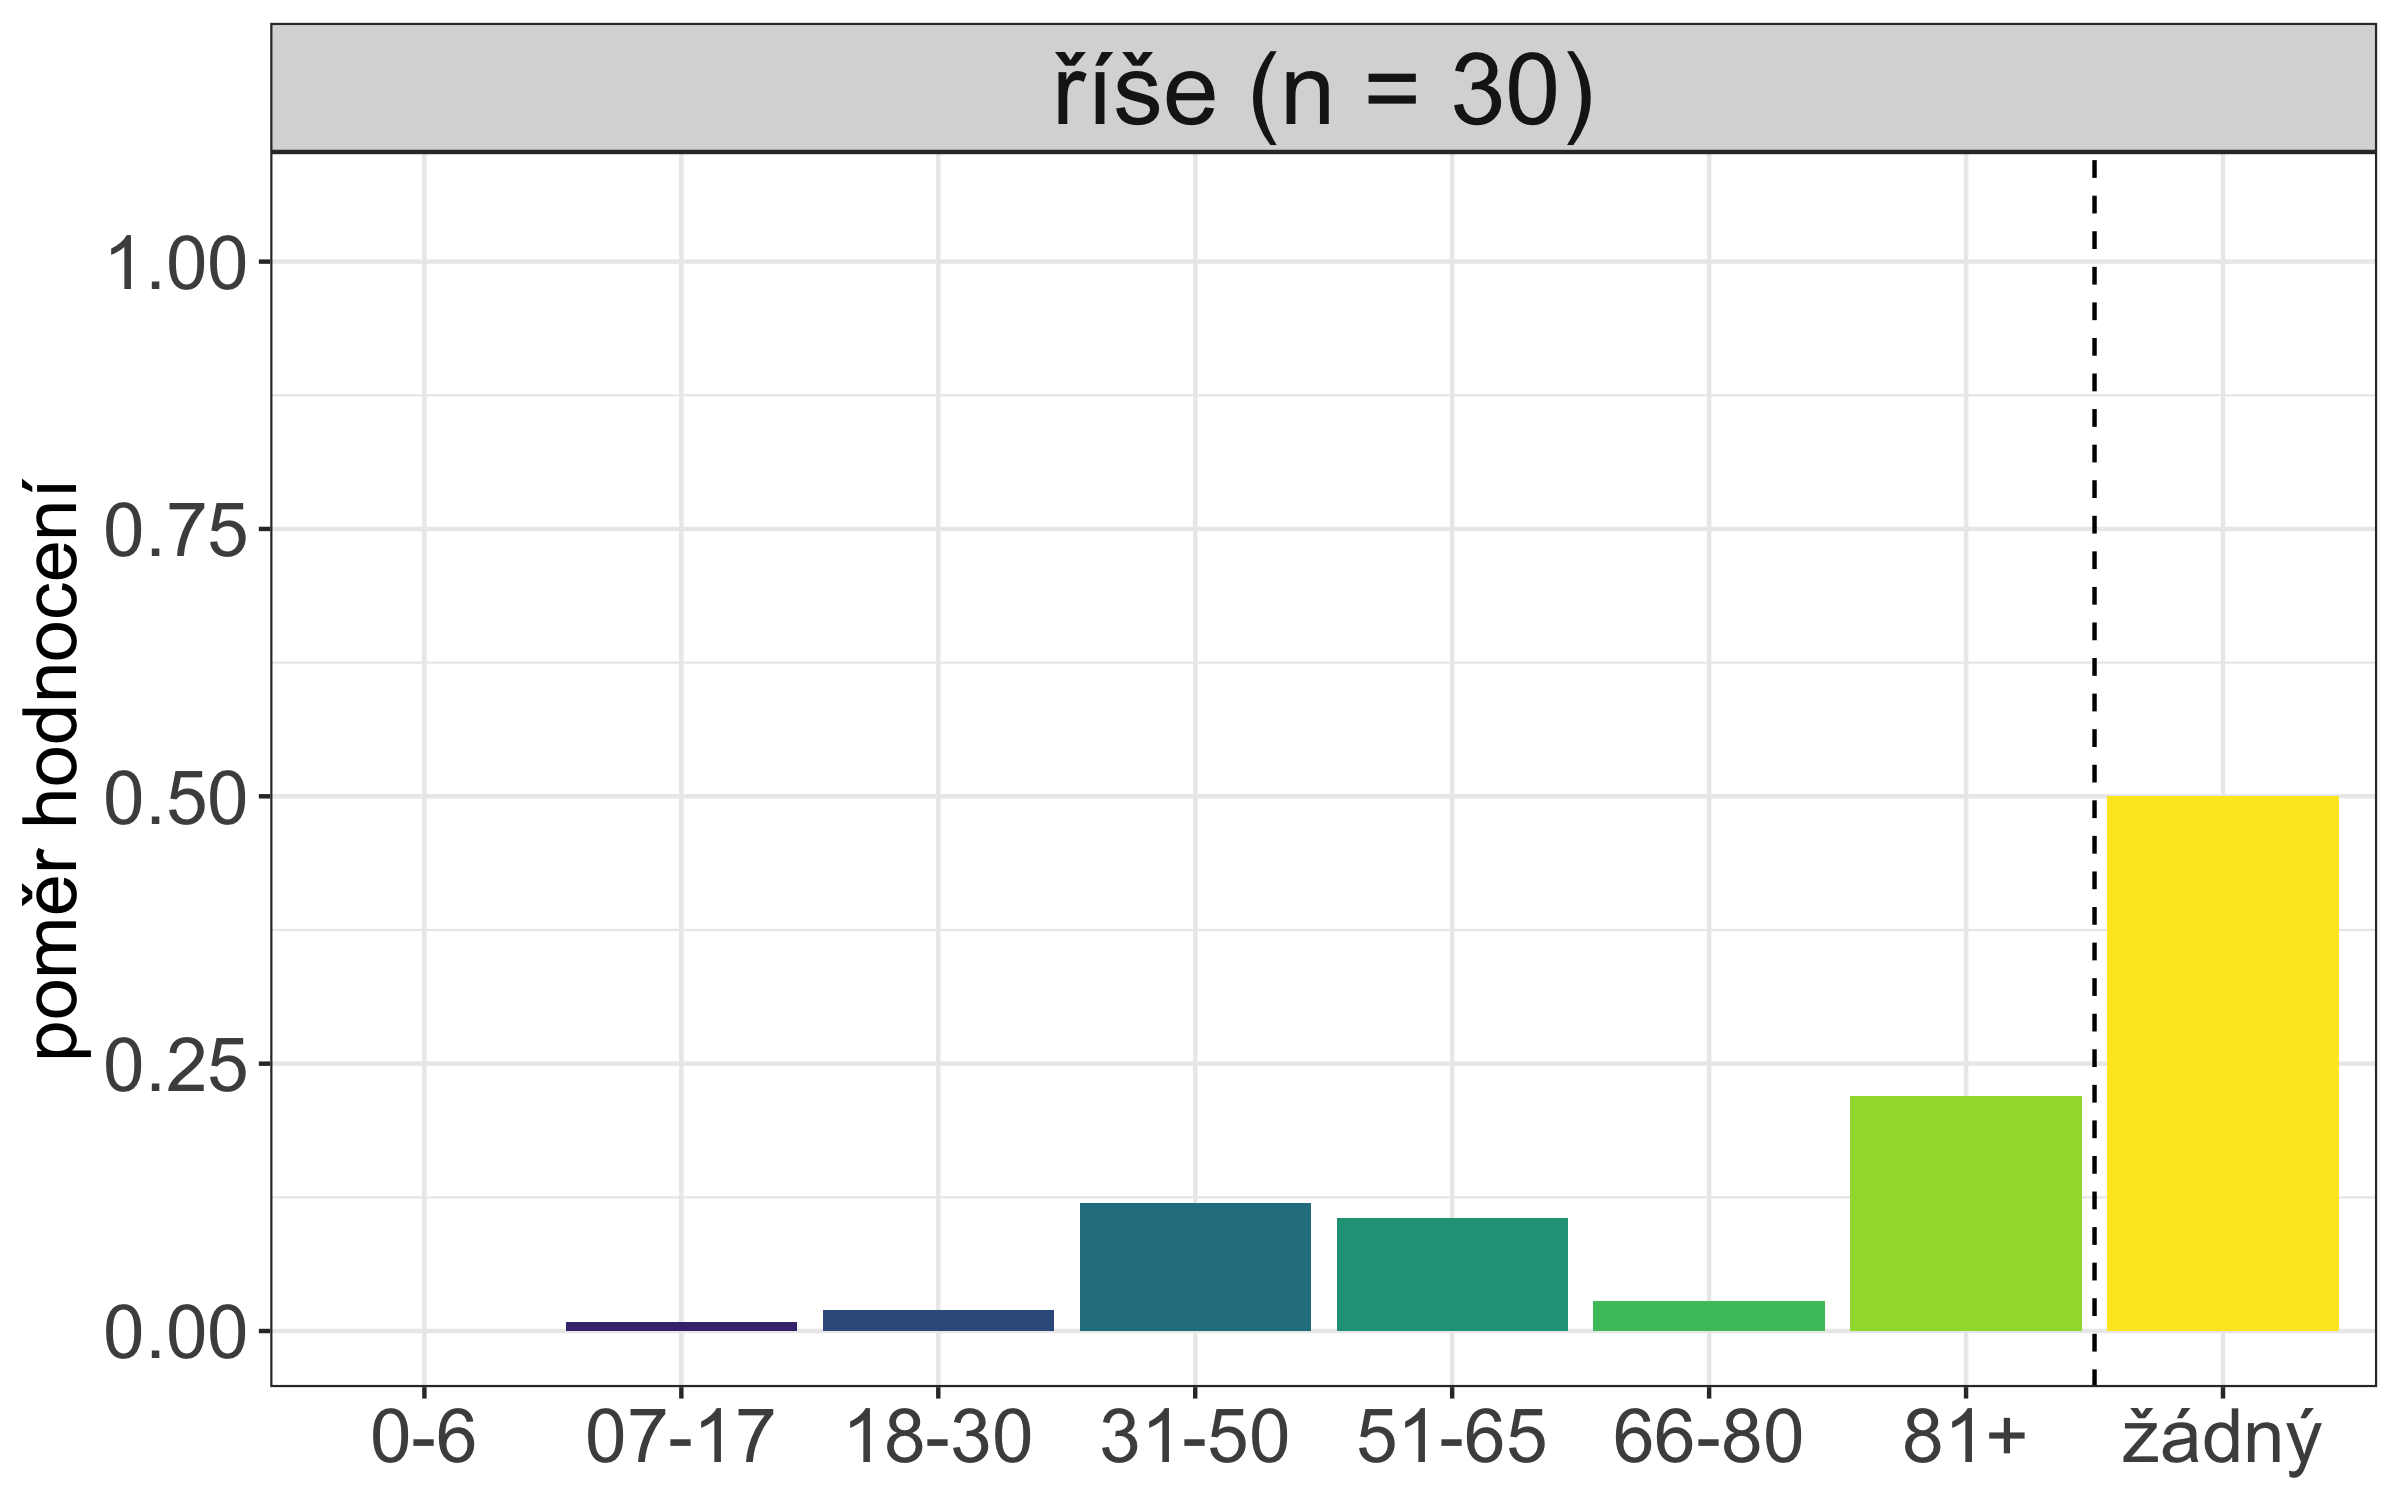 říše (n = 30)
poměr hodnocení
1.00
0.75
0.50
0.25
0.00
0-6 07-17 18-30 31-50 51-65 66-80 81+ žádný